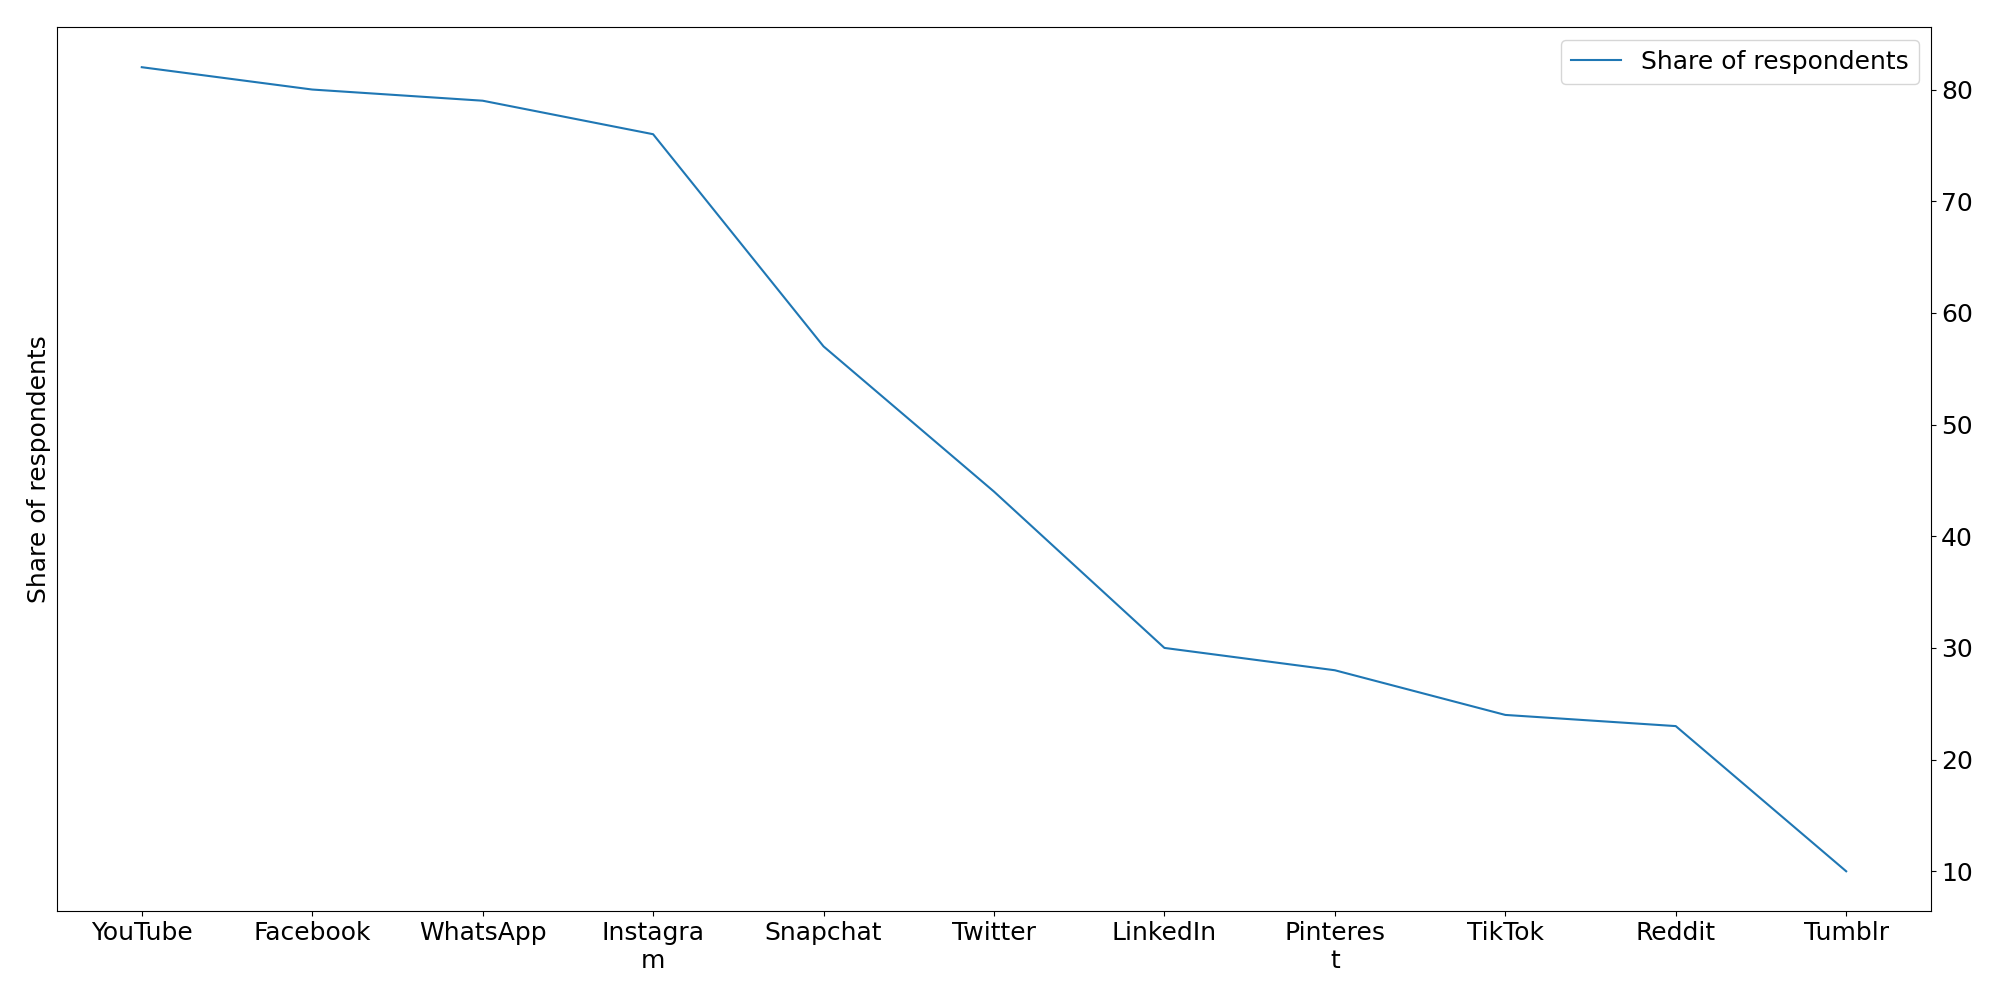 Share of respondents
80
70
60
50
40
30
20
10
Share of respondents
YouTube Facebook WhatsApp Instagra Snapchat Twitter LinkedIn Pinteres TikTok Reddit Tumblr
m t